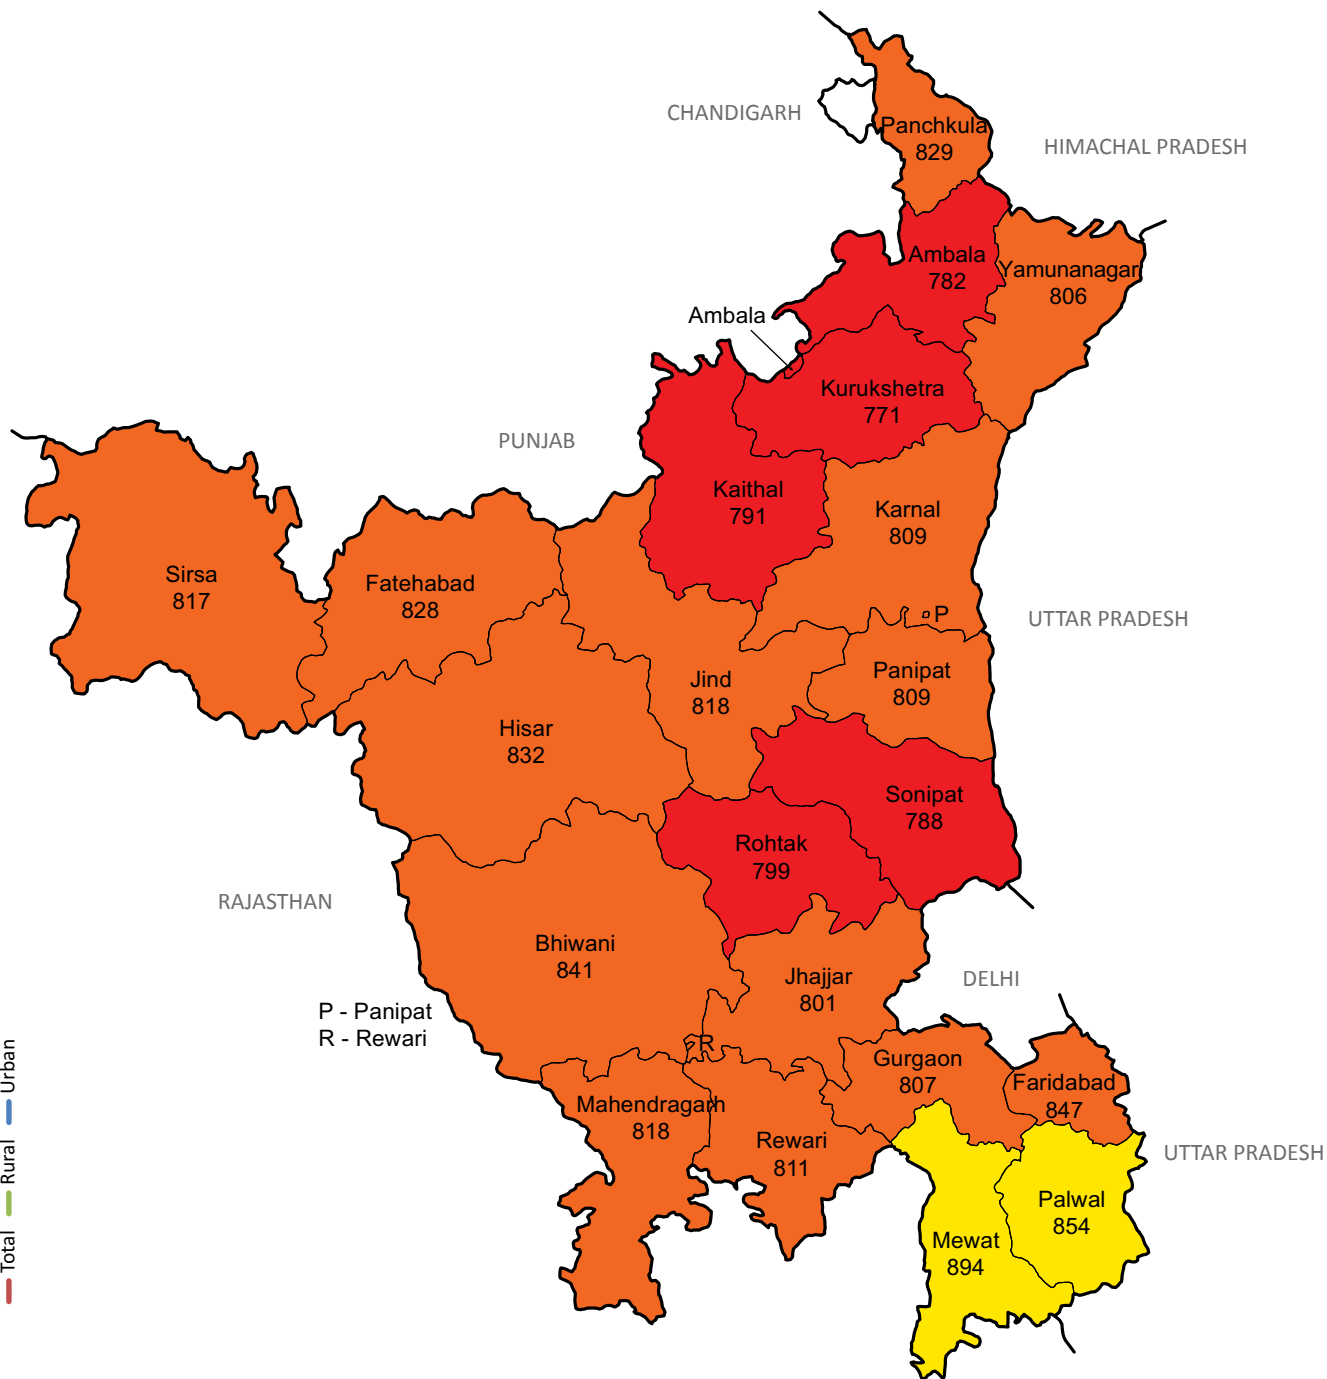 CHANDIGARH
Panchkula
829
HIMACHAL PRADESH
Ambala
782
Yamunanagar
806
Ambala
Kurukshetra
771
PUNJAB
Kaithal
791
Karnal
809
Sirsa
817
Fatehabad
828
P
UTTAR PRADESH
Jind
818
Panipat
809
Hisar
832
Sonipat
788
Rohtak
799
RAJASTHAN
Bhiwani
841
Jhajjar
801
DELHI
P - Panipat
R - Rewari
R
Gurgaon
807
Faridabad
847
Mahendragarh
818
Rewari
811
UTTAR PRADESH
Palwal
854
Mewat
894
Total Rural Urban